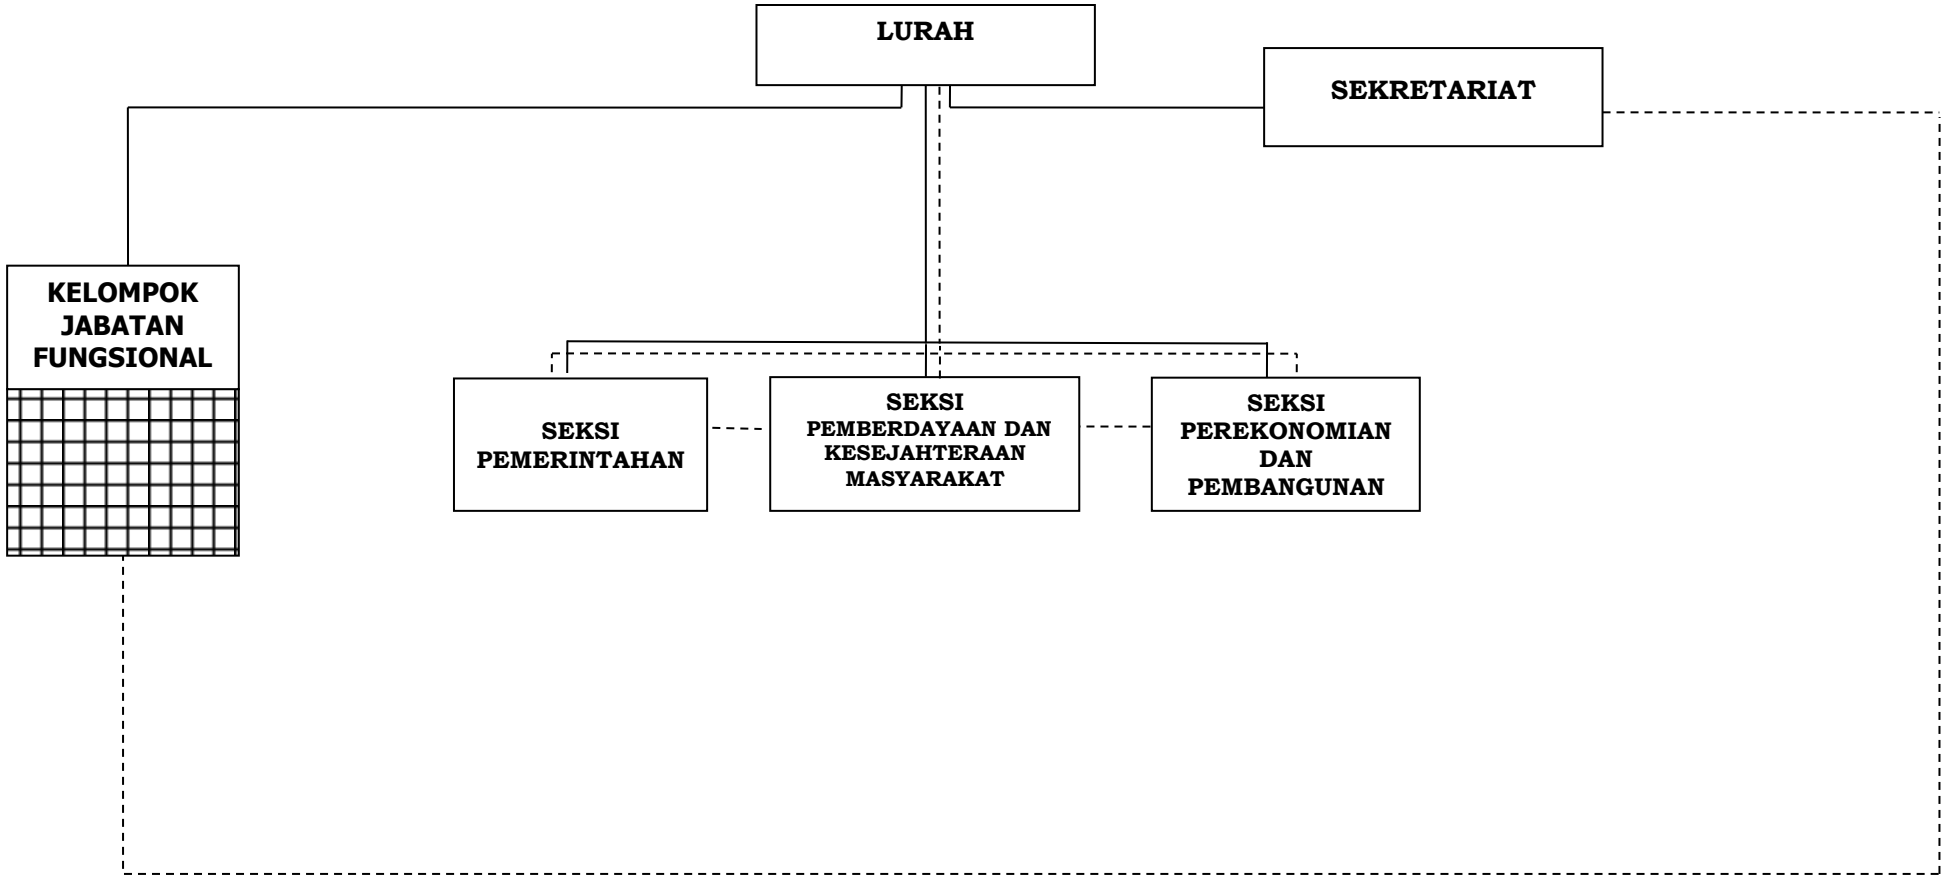 LURAH
SEKRETARIAT
KELOMPOK
JABATAN
FUNGSIONAL
SEKSI
PEMERINTAHAN
SEKSI
PEMBERDAYAAN DAN
KESEJAHTERAAN
MASYARAKAT
SEKSI
PEREKONOMIAN
DAN
PEMBANGUNAN